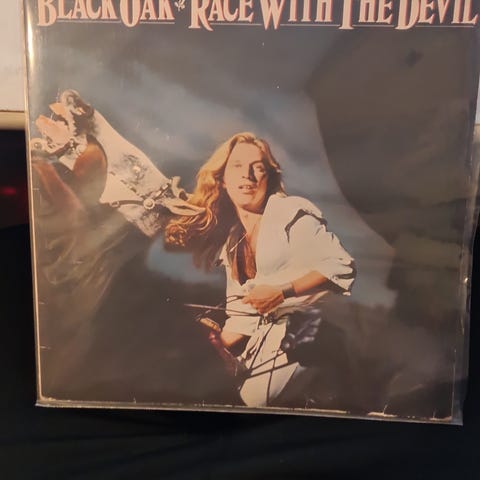 BLACK OAK RACE WITH THE DEVIL